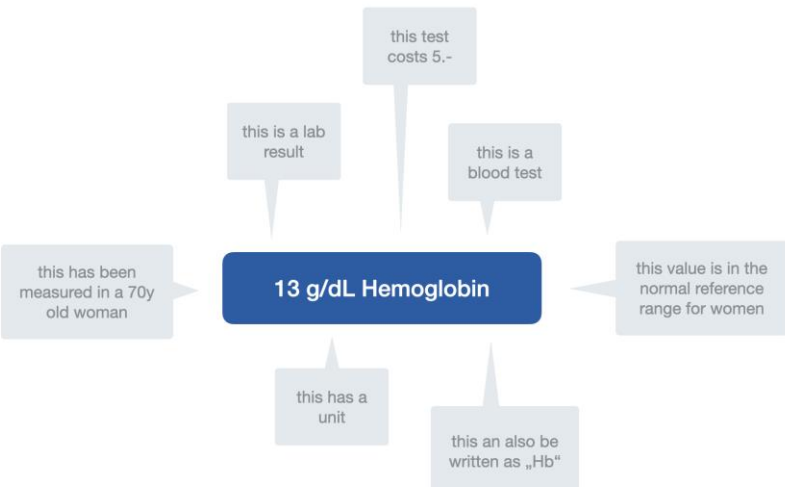 this test
costs 5.-
this is a lab
result
this is a
blood test
this has been
measured in a 70y
old woman
13 g/dL Hemoglobin
this value is in the
normal reference
range for women
this has a
unit
this an also be
written as „Hb“